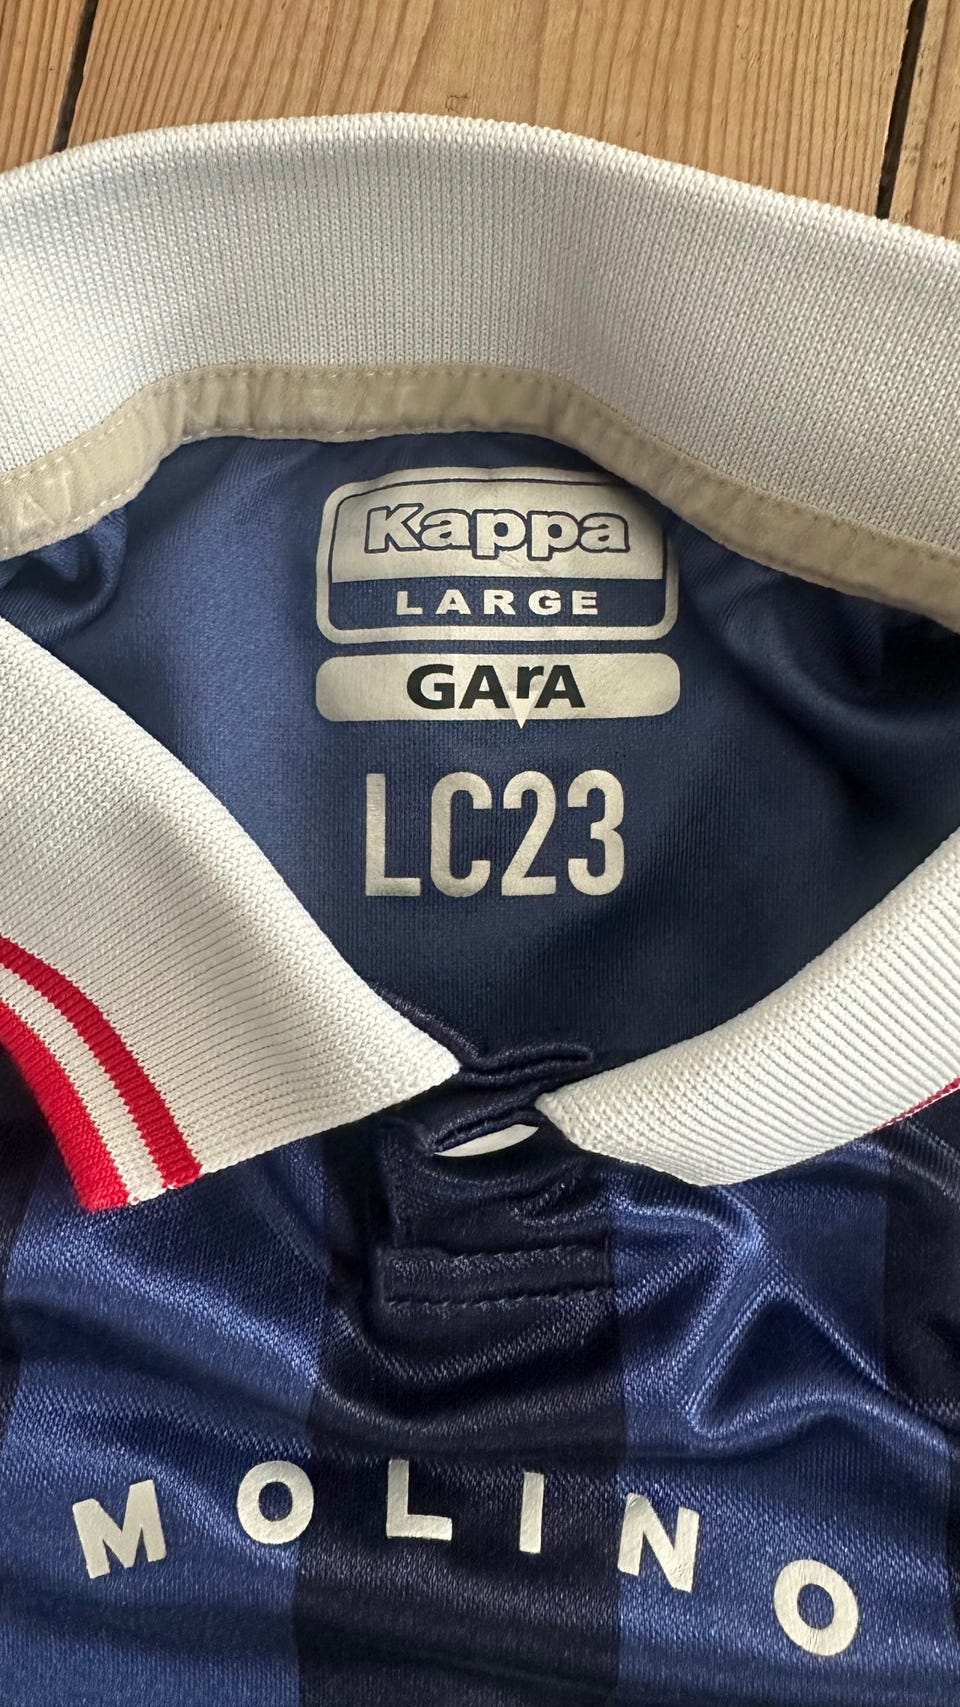 Kappa
LARGE
GArA
LC23
MOLINO